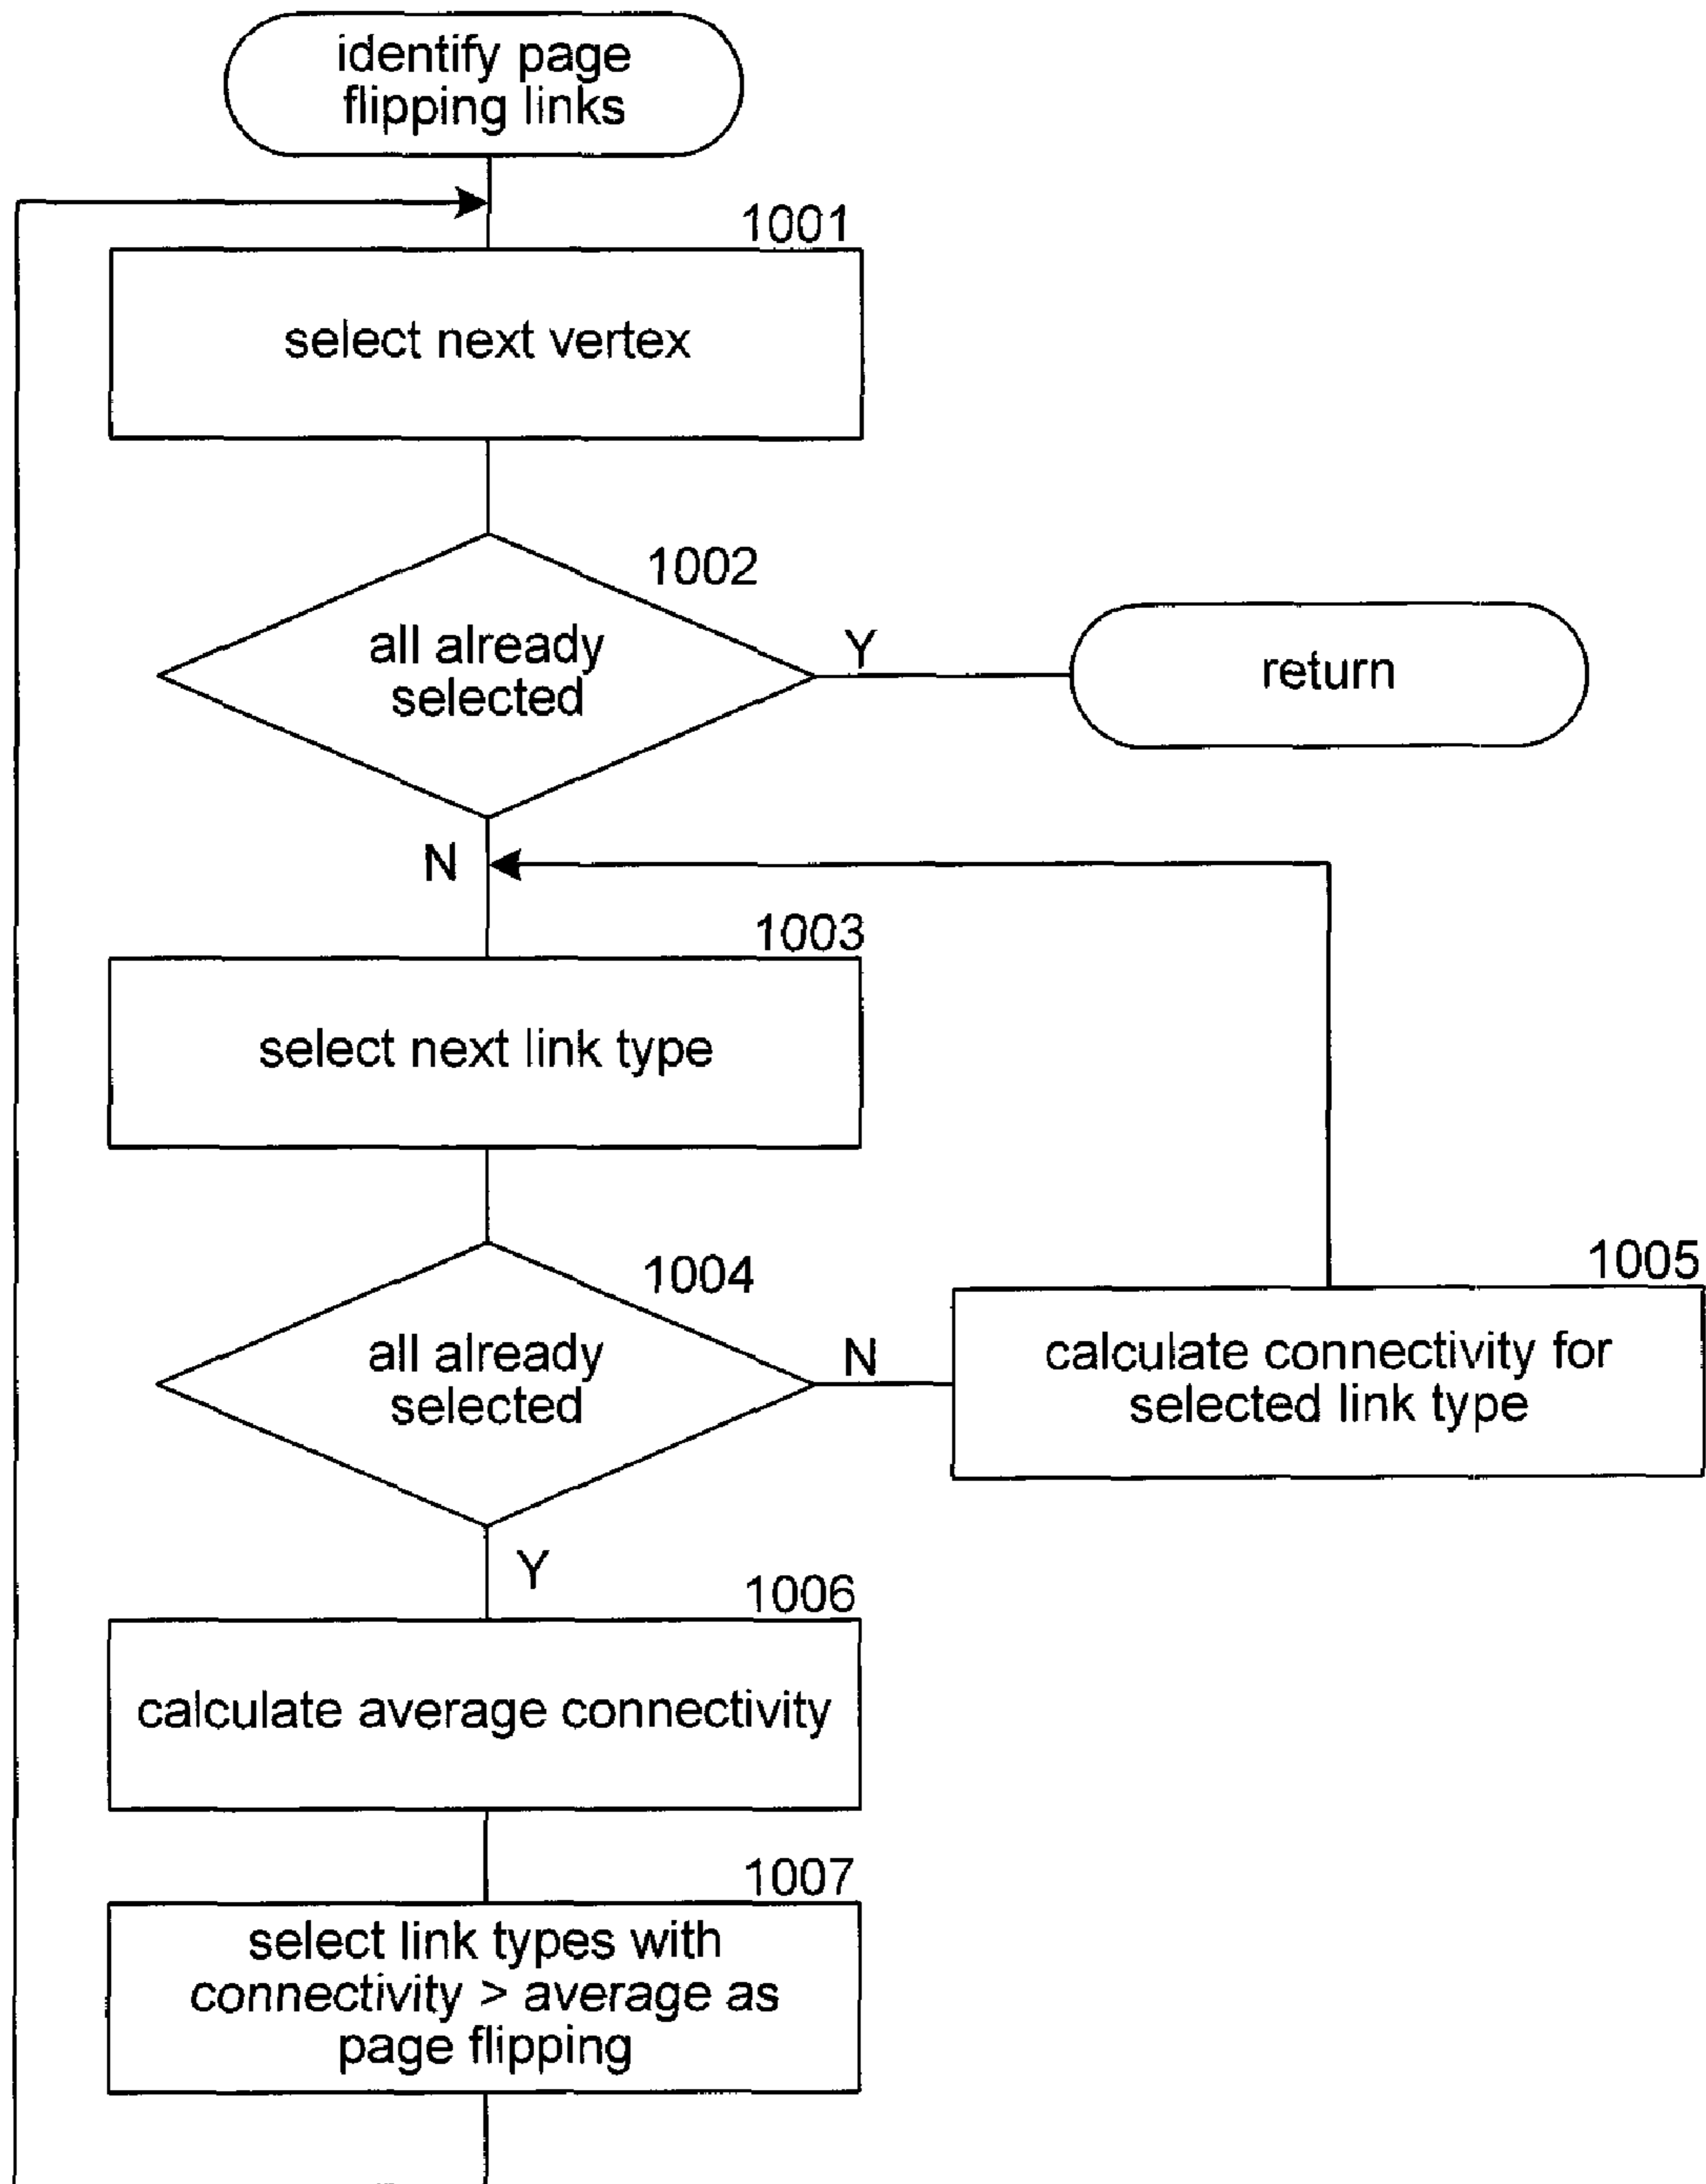 identify page
flipping links
1001
select next vertex
1002
all already
selected
Y
return
N
1003
select next link type
1004
all already
selected
N
1005
calculate connectivity for
selected link type
Y
1006
calculate average connectivity
1007
select link types with
connectivity > average as
page flipping